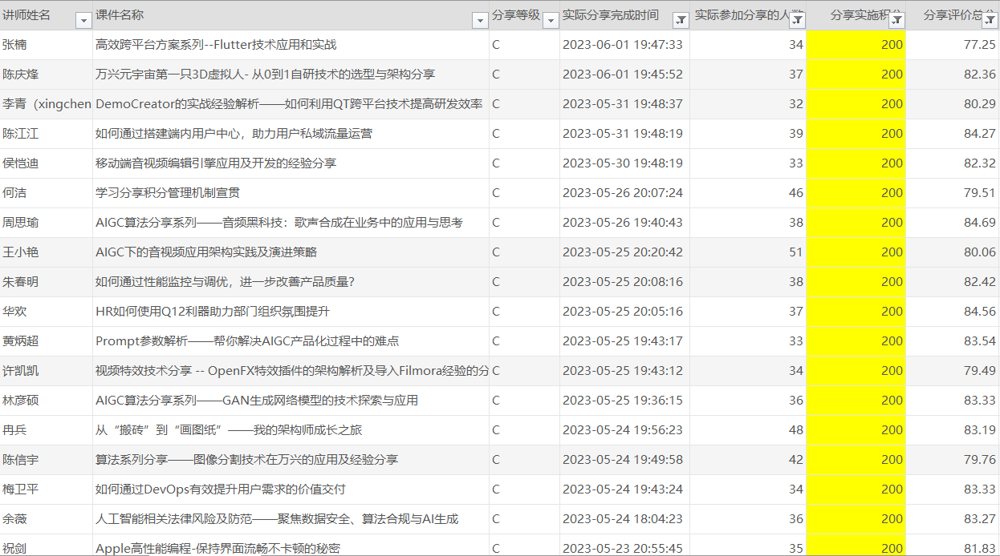 讲师姓名 课件名称 分享等级 实际分享完成时间 实际参加分享的人数 分享实施积分 分享评价总分
张楠 高效跨平台方案系列--Flutter技术应用和实战 C 2023-06-01 19:47:33 34 200 77.25
陈庆烽 万兴元宇宙第一只3D虚拟人- 从0到1自研技术的选型与架构分享 C 2023-06-01 19:45:52 37 200 82.36
李青（xingchen DemoCreator的实战经验解析——如何利用QT跨平台技术提高研发效率 C 2023-05-31 19:48:37 32 200 80.29
陈江江 如何通过搭建端内用户中心，助力用户私域流量运营 C 2023-05-31 19:48:19 39 200 84.27
侯恺迪 移动端音视频编辑引擎应用及开发的经验分享 C 2023-05-30 19:48:19 33 200 82.32
何洁 学习分享积分管理机制宣贯 C 2023-05-26 20:07:24 46 200 79.51
周思瑜 AIGC算法分享系列——音频黑科技：歌声合成在业务中的应用与思考 C 2023-05-26 19:40:43 38 200 84.69
王小艳 AIGC下的音视频应用架构实践及演进策略 C 2023-05-25 20:20:42 51 200 80.06
朱春明 如何通过性能监控与调优，进一步改善产品质量？ C 2023-05-25 20:08:16 38 200 82.42
华欢 HR如何使用Q12利器助力部门组织氛围提升 C 2023-05-25 20:05:16 37 200 84.56
黄炳超 Prompt参数解析——帮你解决AIGC产品化过程中的难点 C 2023-05-25 19:43:17 33 200 83.54
许凯凯 视频特效技术分享 -- OpenFX特效插件的架构解析及导入Filmora经验的分 C 2023-05-25 19:43:12 34 200 79.49
林彦硕 AIGC算法分享系列——GAN生成网络模型的技术探索与应用 C 2023-05-25 19:36:15 36 200 83.33
冉兵 从“搬砖”到“画图纸”——我的架构师成长之旅 C 2023-05-24 19:56:23 48 200 83.19
陈信宇 算法系列分享——图像分割技术在万兴的应用及经验分享 C 2023-05-24 19:49:58 42 200 79.76
梅卫平 如何通过DevOps有效提升用户需求的价值交付 C 2023-05-24 19:43:24 34 200 83.33
余薇 人工智能相关法律风险及防范——聚焦数据安全、算法合规与AI生成 C 2023-05-24 18:04:23 36 200 83.27
祝剑 Apple高性能编程-保持界面流畅不卡顿的秘密 C 2023-05-23 20:55:45 35 200 81.83